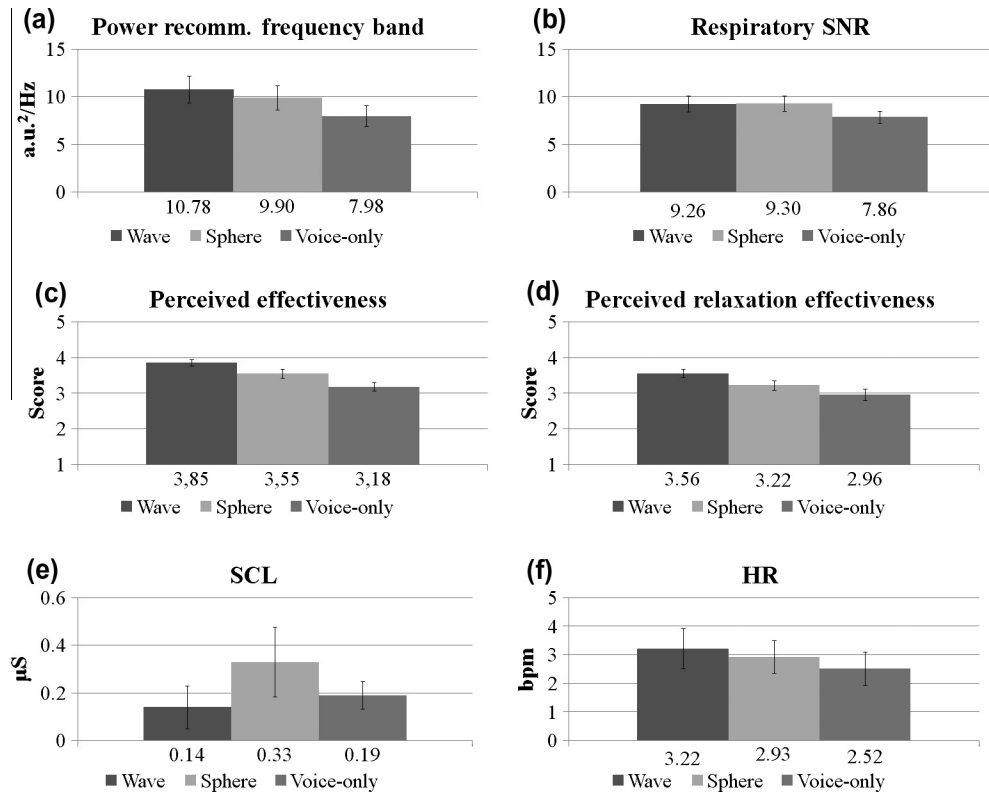 (a)
Power recomm. frequency band
a.u.²/Hz
15
10
5
0
10.78 9.90 7.98
Wave Sphere Voice-only
(b)
Respiratory SNR
15
10
5
0
9.26 9.30 7.86
Wave Sphere Voice-only
(c)
Perceived effectiveness
Score
5
4
3
2
1
3,85 3,55 3,18
Wave Sphere Voice-only
(d)
Perceived relaxation effectiveness
Score
5
4
3
2
1
3.56 3.22 2.96
Wave Sphere Voice-only
(e)
SCL
µS
0.6
0.4
0.2
0
0.14 0.33 0.19
Wave Sphere Voice-only
(f)
HR
bpm
5
4
3
2
1
0
3.22 2.93 2.52
Wave Sphere Voice-only